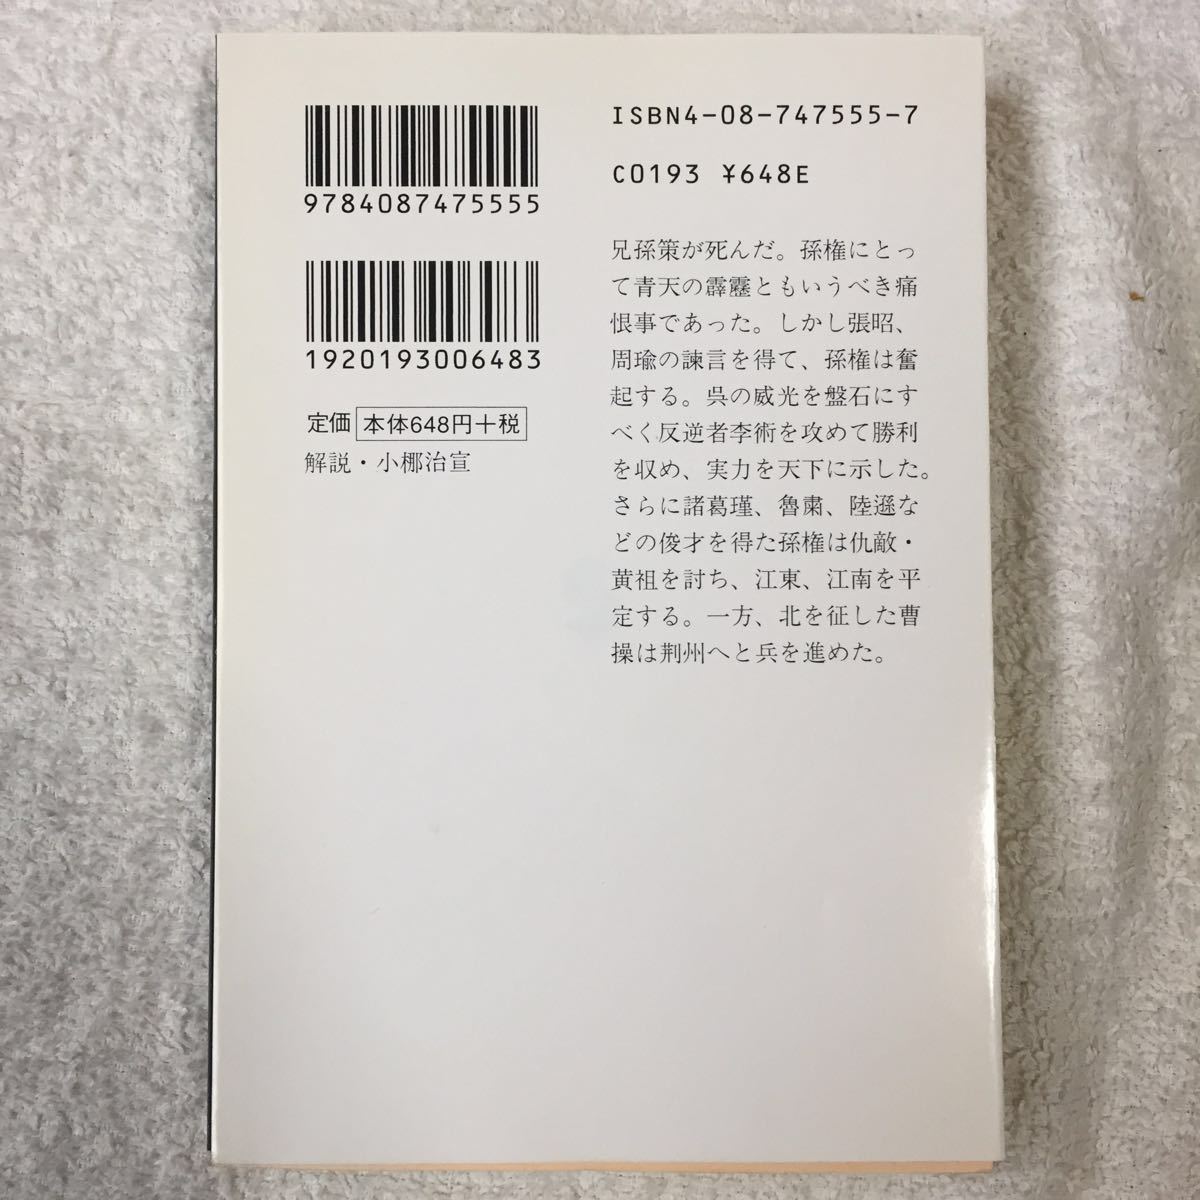 9784087475555
1920193006483
定価 本体648円+税
解説・小梛治宣
ISBN4-08-747555-7
C0193 ¥648E
兄孫策が死んだ。孫権にとっ
て青天の霹靂ともいうべき痛
恨事であった。しかし張昭、
周瑜の諫言を得て、孫権は奮
起する。呉の威光を盤石にす
べく反逆者李術を攻めて勝利
を収め、実力を天下に示した。
さらに諸葛瑾、魯粛、陸遜な
どの俊才を得た孫権は仇敵・
黄祖を討ち、江東、江南を平
定する。一方、北を征した曹
操は荆州へと兵を進めた。